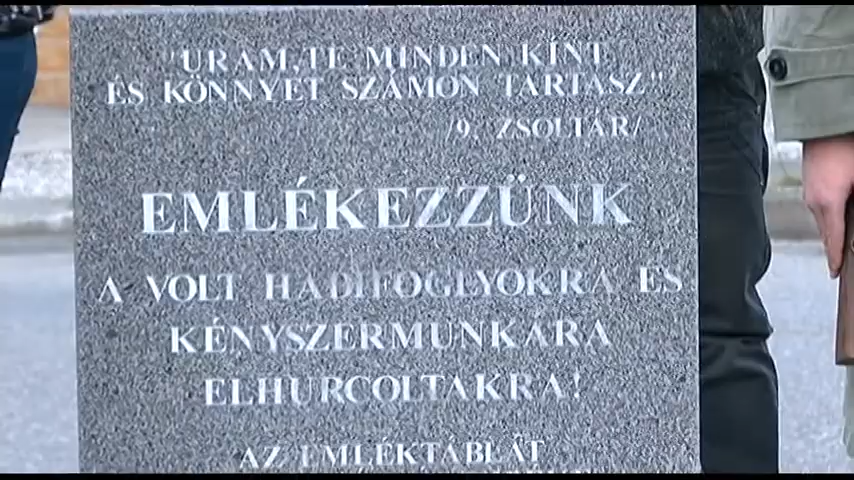 "URAM, TE MINDEN KÍNT
ÉS KÖNNYET SZÁMON TARTASZ"
/9. ZSOLTÁR/
EMLÉKEZZÜNK
A VOLT HADIFOGLYOKRA ÉS
KÉNYSZERMUNKÁRA
ELHURCOLTAKRA!
AZ EMLÉKTÁBLÁT